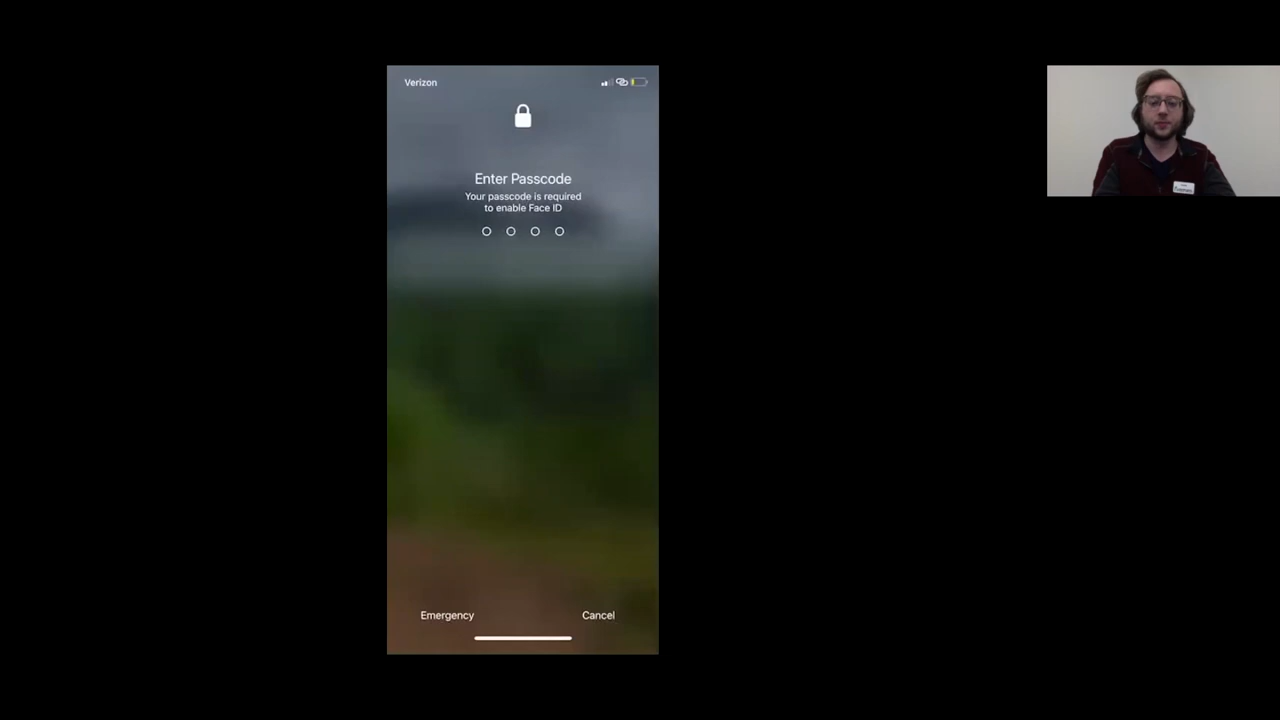 Verizon
Enter Passcode
Your passcode is required
to enable Face ID
Emergency
Cancel